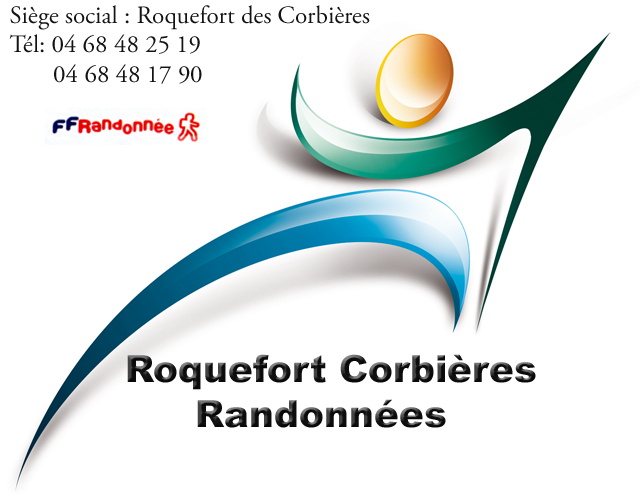 Siège social : Roquefort des Corbières
Tél: 04 68 48 25 19
04 68 48 17 90
FFRandonnée
Roquefort Corbières
Randonnées